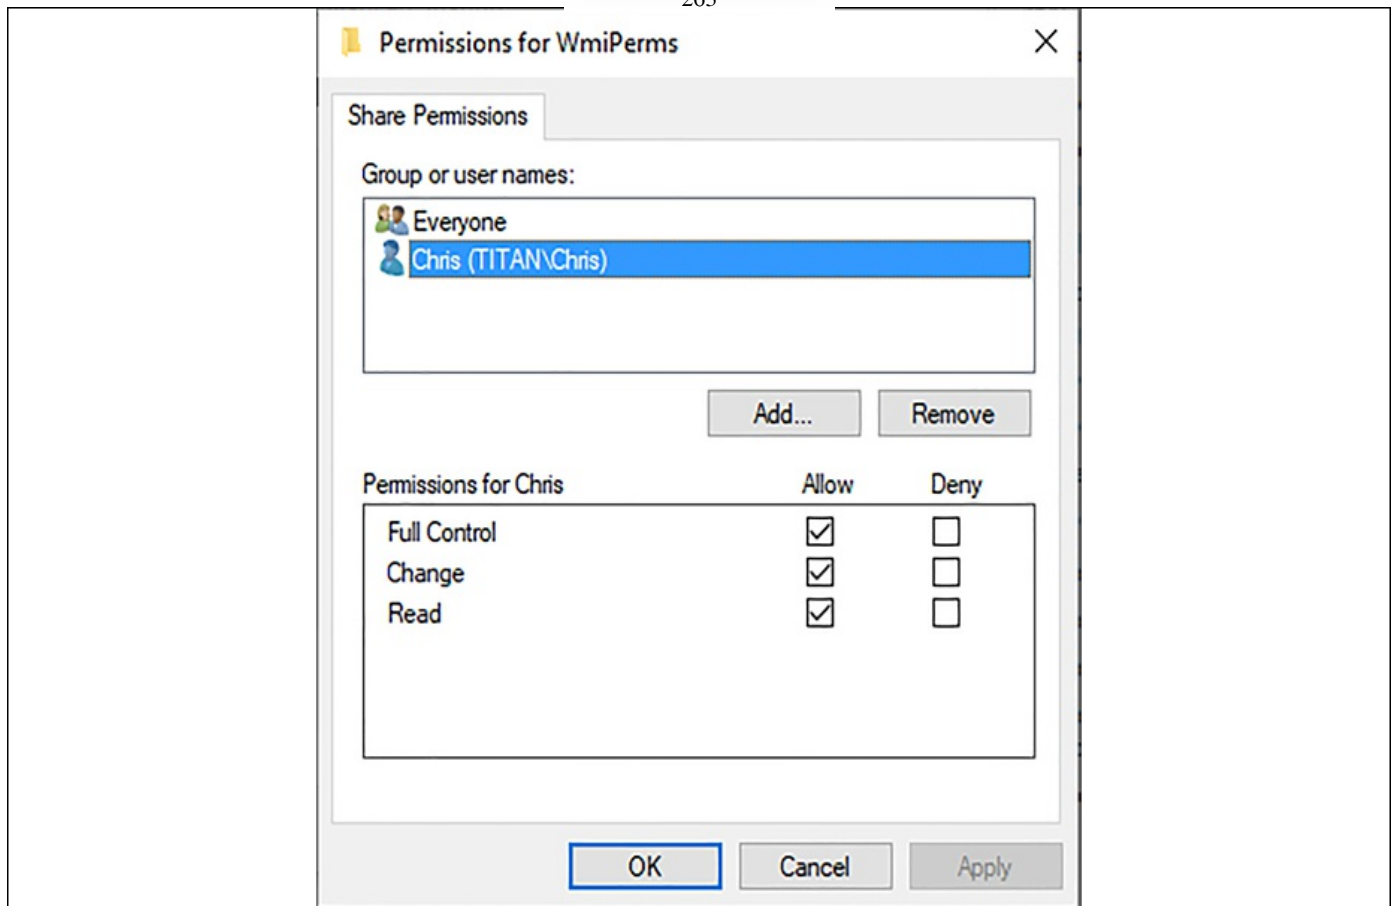 Permissions for WmiPerms
Share Permissions
Group or user names:
Everyone
Chris (TITAN\Chris)
Add... Remove
Permissions for Chris Allow Deny
Full Control
Change
Read
OK Cancel Apply